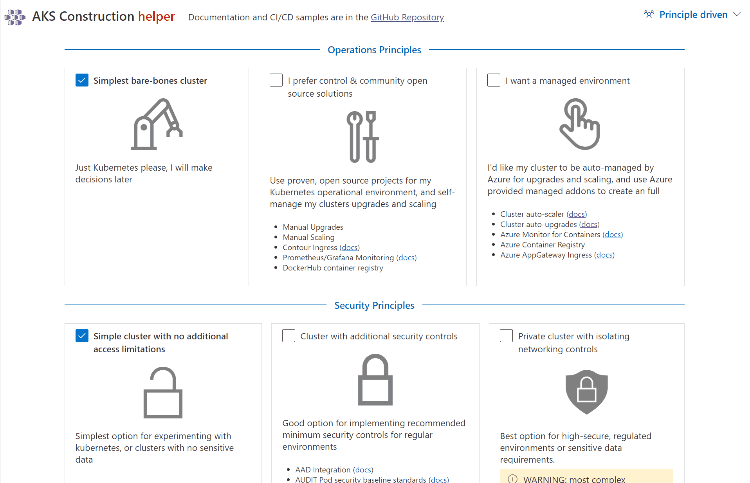 AKS Construction helper
Documentation and CI/CD samples are in the GitHub Repository
Principle driven
Operations Principles
Simplest bare-bones cluster
Just Kubernetes please, I will make
decisions later
I prefer control & community open
source solutions
Use proven, open source projects for my
Kubernetes operational environment, and self-
manage my clusters upgrades and scaling
Manual Upgrades
Manual Scaling
Contour Ingress (docs)
Prometheus/Grafana Monitoring (docs)
DockerHub container registry
I want a managed environment
I'd like my cluster to be auto-managed by
Azure for upgrades and scaling, and use Azure
provided managed addons to create an full
Cluster auto-scaler (docs)
Cluster auto-upgrades (docs)
Azure Monitor for Containers (docs)
Azure Container Registry
Azure AppGateway Ingress (docs)
Security Principles
Simple cluster with no additional
access limitations
Simplest option for experimenting with
kubernetes, or clusters with no sensitive
data
Cluster with additional security controls
Good option for implementing recommended
minimum security controls for regular
environments
AAD Integration (docs)
AUDIT Pod security baseline standards (docs)
Private cluster with isolating
networking controls
Best option for high-secure, regulated
environments or sensitive data
requirements.
WARNING: most complex